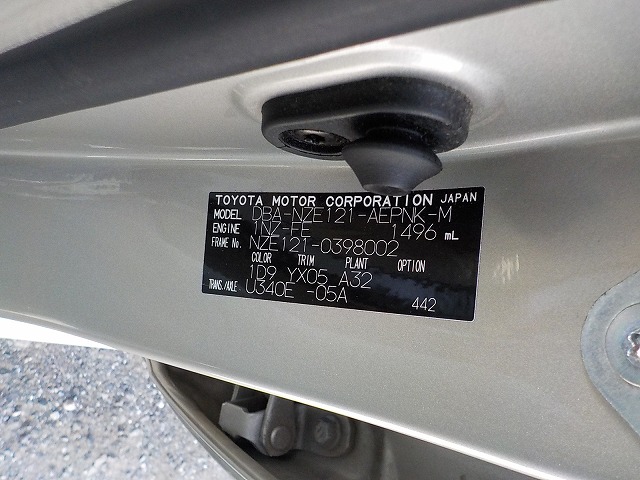 TOYOTA MOTOR CORPORATION JAPAN
MODEL DBA-NZE121-AEPNK-M
ENGINE 1NZ-FE 1496 mL
FRAME No. NZE121-0398002
COLOR TRIM PLANT OPTION
1D9 YX05 A32
TRANS./AXLE U340E -05A
442